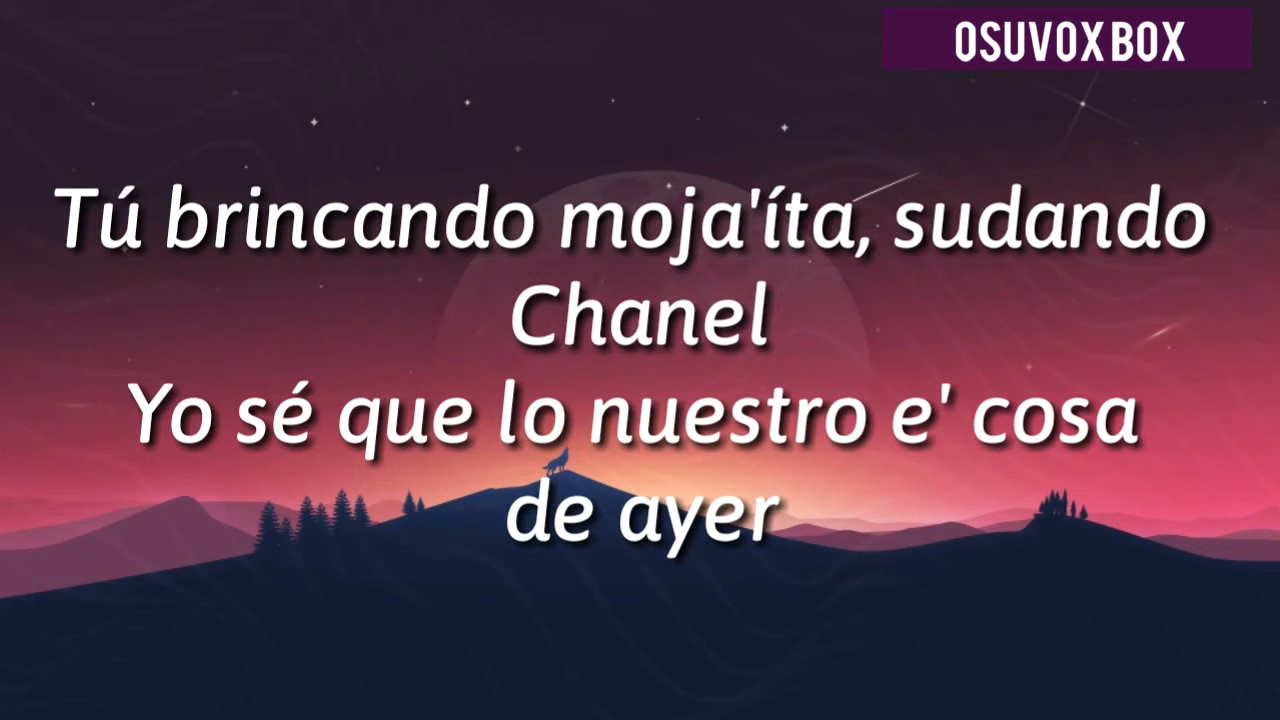 OSUVOX BOX
Tú brincando moja'íta, sudando
Chanel
Yo sé que lo nuestro e' cosa
de ayer